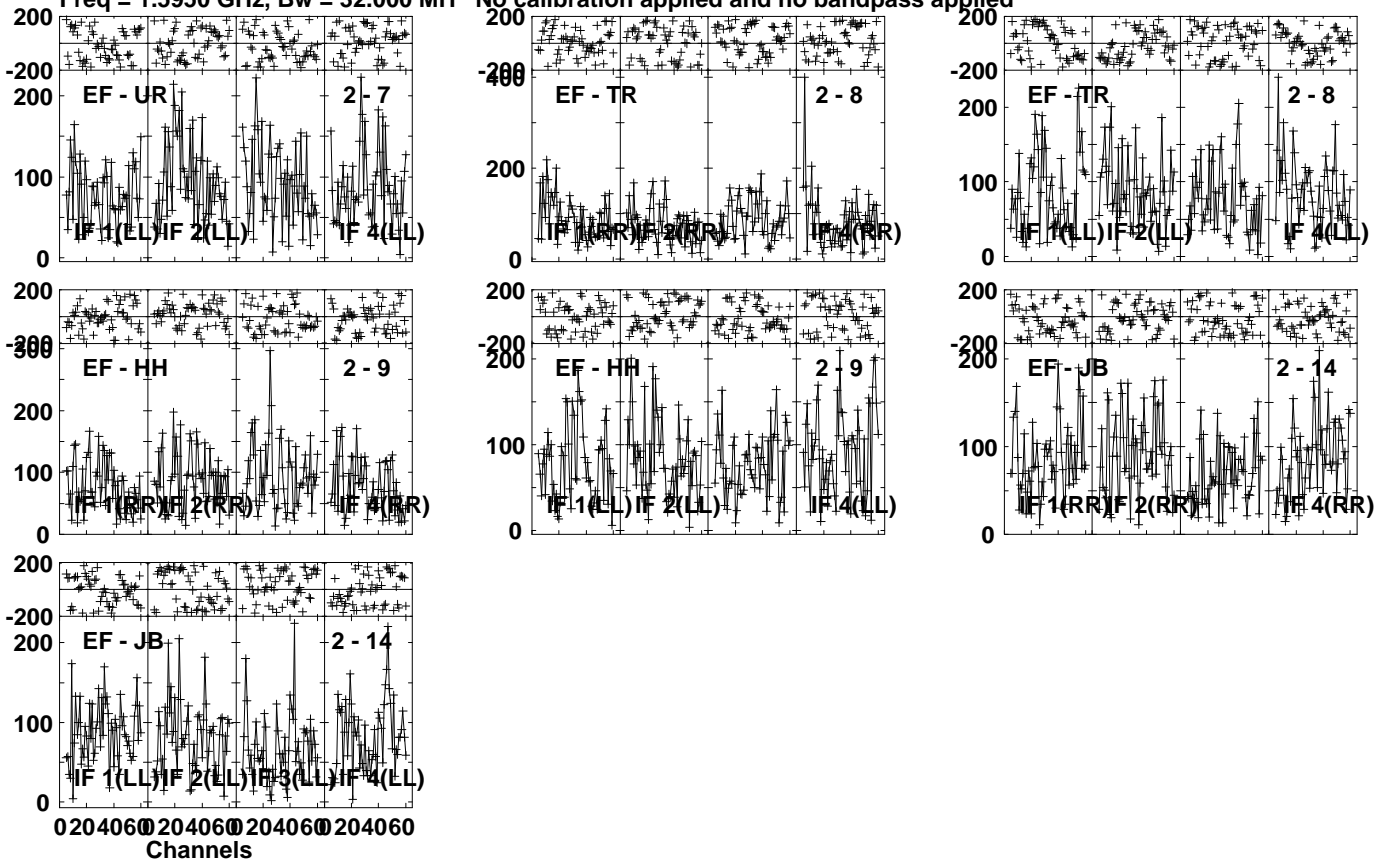 Freq = 1.5950 GHz, Bw = 32.000 MH No calibration applied and no bandpass applied
200
-200
200
100
0
EF - UR
2 - 7
IF 1(LL) IF 2(LL) IF 4(LL)
200
-200
400
200
0
EF - TR
2 - 8
IF 1(RR) IF 2(RR) IF 4(RR)
200
-200
200
100
0
EF - TR
2 - 8
IF 1(LL) IF 2(LL) IF 4(LL)
200
-200
300
200
100
0
EF - HH
2 - 9
IF 1(RR) IF 2(RR) IF 4(RR)
200
-200
200
100
0
EF - HH
2 - 9
IF 1(LL) IF 2(LL) IF 4(LL)
200
-200
200
100
0
EF - JB
2 - 14
IF 1(RR) IF 2(RR) IF 4(RR)
200
-200
200
100
0
EF - JB
2 - 14
IF 1(LL) IF 2(LL) IF 3(LL) IF 4(LL)
0 20 40 60 0 20 40 60 0 20 40 60 0 20 40 60
Channels